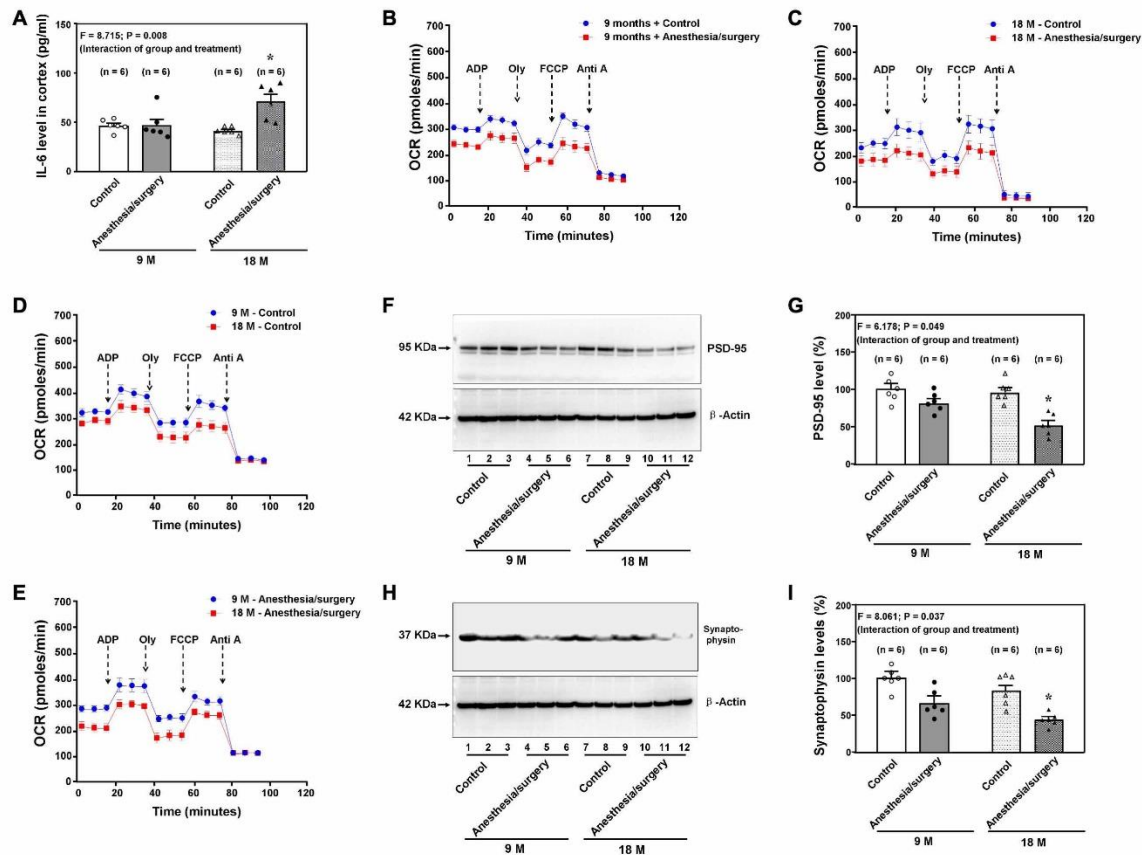 A
F = 8.715; P = 0.008
(Interaction of group and treatment)
*
(n = 6) (n = 6) (n = 6) (n = 6)
IL-6 level in cortex (pg/ml)
150
100
50
0
Control
Anesthesia/surgery
Control
Anesthesia/surgery
9 M 18 M
B
9 months + Control
9 months + Anesthesia/surgery
ADP Oly FCCP Anti A
OCR (pmoles/min)
700
600
500
400
300
200
100
0
0 20 40 60 80 100 120
Time (minutes)
C
18 M - Control
18 M - Anesthesia/surgery
ADP Oly FCCP Anti A
OCR (pmoles/min)
700
600
500
400
300
200
100
0
0 20 40 60 80 100 120
Time (minutes)
D
9 M - Control
18 M - Control
ADP Oly FCCP Anti A
OCR (pmoles/min)
700
600
500
400
300
200
100
0
0 20 40 60 80 100 120
Time (minutes)
F
95 KDa PSD-95
42 KDa β-Actin
1 2 3 4 5 6 7 8 9 10 11 12
Control
Anesthesia/surgery
Control
Anesthesia/surgery
9 M 18 M
G
F = 6.178; P = 0.049
(Interaction of group and treatment)
(n = 6) (n = 6) (n = 6) (n = 6)
*
PSD-95 level (%)
200
150
100
50
0
Control
Anesthesia/surgery
Control
Anesthesia/surgery
9 M 18 M
E
9 M - Anesthesia/surgery
18 M - Anesthesia/surgery
ADP Oly FCCP Anti A
OCR (pmoles/min)
700
600
500
400
300
200
100
0
0 20 40 60 80 100 120
Time (minutes)
H
37 KDa Synapto-
physin
42 KDa β-Actin
1 2 3 4 5 6 7 8 9 10 11 12
Control
Anesthesia/surgery
Control
Anesthesia/surgery
9 M 18 M
I
F = 8.061; P = 0.037
(Interaction of group and treatment)
(n = 6) (n = 6) (n = 6) (n = 6)
*
Synaptophysin levels (%)
200
150
100
50
0
Control
Anesthesia/surgery
Control
Anesthesia/surgery
9 M 18 M